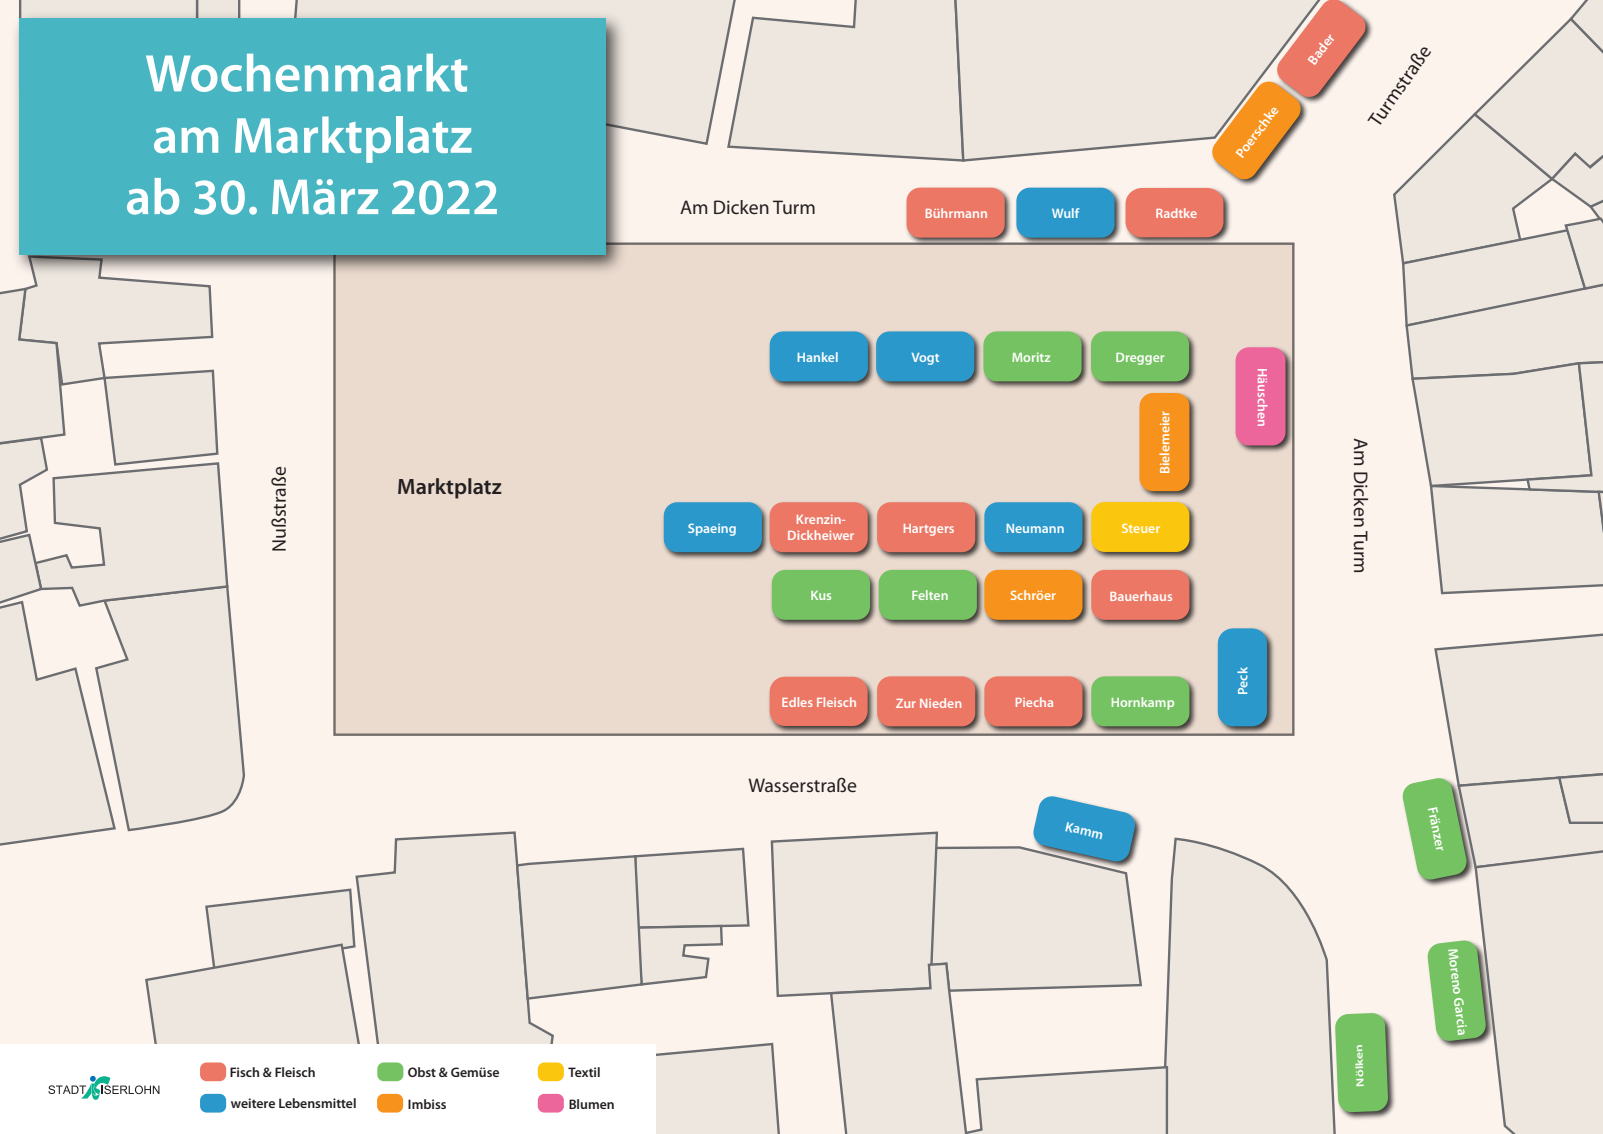 Wochenmarkt
am Marktplatz
ab 30. März 2022
Bader
Turmstraße
Poerschke
Am Dicken Turm
Bührmann
Wulf
Radtke
Hankel
Vogt
Moritz
Dregger
Häuschen
Bielemeier
Nußstraße
Marktplatz
Am Dicken Turm
Spaeing
Krenzin-
Dickheiwer
Hartgers
Neumann
Steuer
Kus
Felten
Schröer
Bauerhaus
Peck
Edles Fleisch
Zur Nieden
Piecha
Hornkamp
Wasserstraße
Kamm
Fränzer
Moreno Garcia
Nölken
STADT ISERLOHN
Fisch & Fleisch
Obst & Gemüse
Textil
weitere Lebensmittel
Imbiss
Blumen